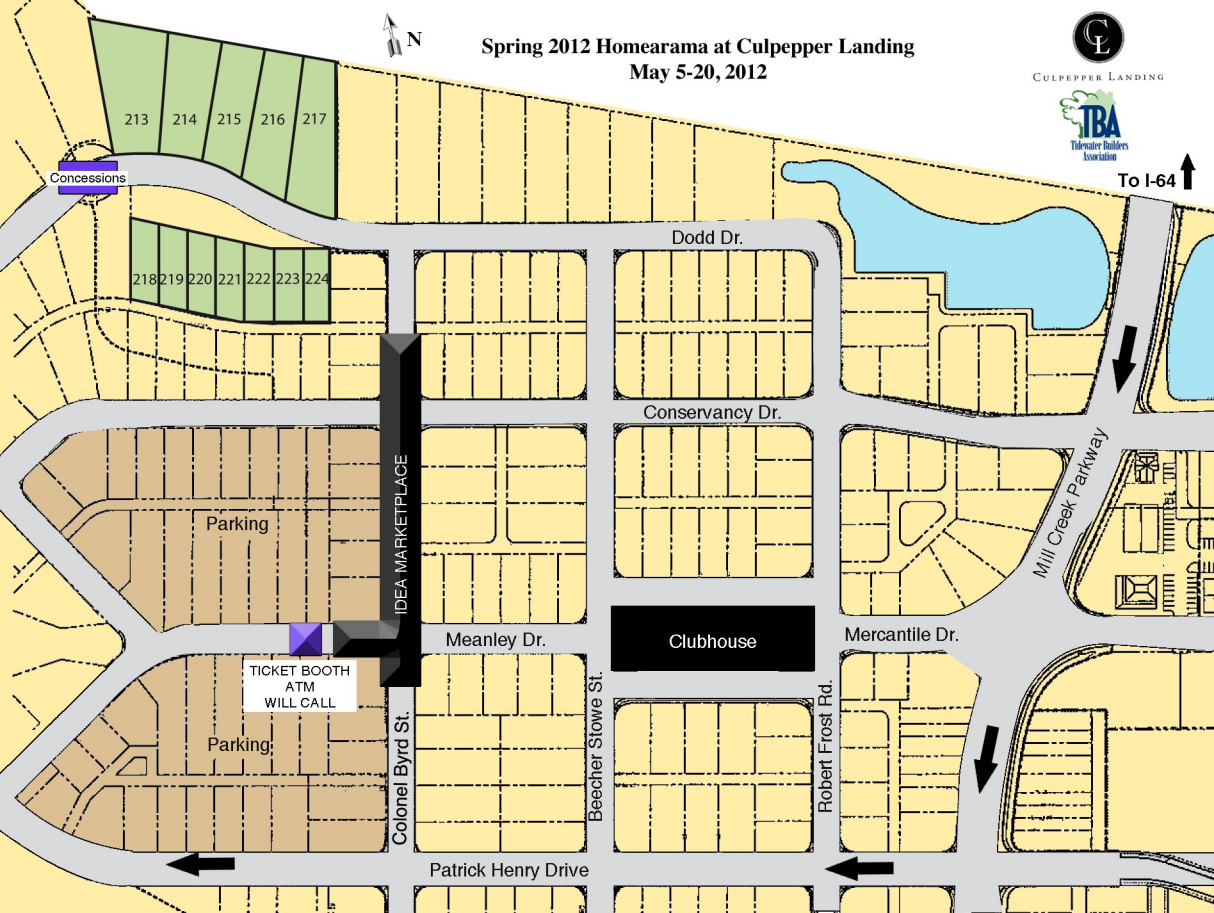 N
Spring 2012 Homearama at Culpepper Landing
May 5-20, 2012
CL
CULPEPPER LANDING
TBA
Tidewater Builders
Association
To I-64
213
214
215
216
217
Concessions
Dodd Dr.
218
219
220
221
222
223
224
Conservancy Dr.
Mill Creek Parkway
Parking
IDEA MARKETPLACE
Meanley Dr.
Clubhouse
Mercantile Dr.
TICKET BOOTH
ATM
WILL CALL
Parking
Colonel Byrd St.
Beecher Stowe St.
Robert Frost Rd.
Patrick Henry Drive